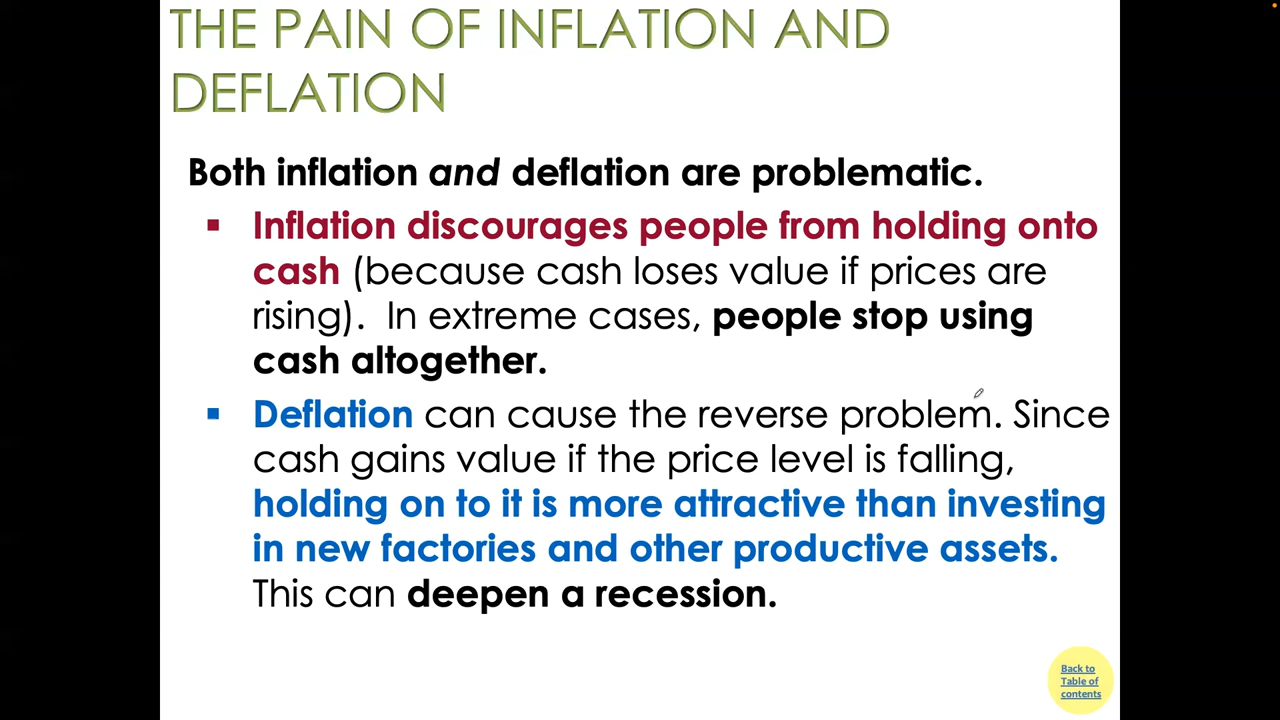 THE PAIN OF INFLATION AND
DEFLATION
Both inflation and deflation are problematic.
▪ Inflation discourages people from holding onto
cash (because cash loses value if prices are
rising).  In extreme cases, people stop using
cash altogether.
▪ Deflation can cause the reverse problem. Since
cash gains value if the price level is falling,
holding on to it is more attractive than investing
in new factories and other productive assets.
This can deepen a recession.
Back to
Table of
contents